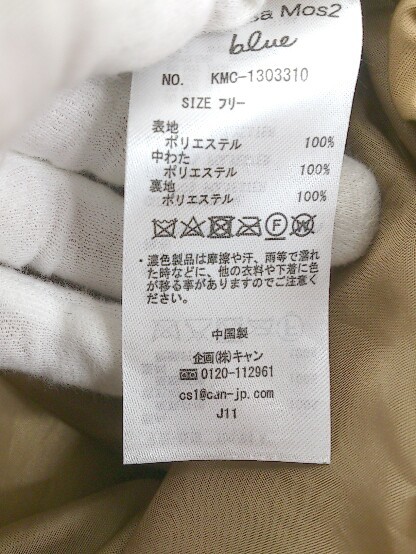 Mos2
blue
NO. KMC-1303310
SIZE フリー
表地
ポリエステル 100%
中わた
ポリエステル 100%
裏地
ポリエステル 100%
・濃色製品は摩擦や汗、雨等で濡れ
た時などに、他の衣料や下着に色
が移る事がありますのでご注意く
ださい。
中国製
企画(株)キャン
0120-112961
cs1@can-jp.com
J11